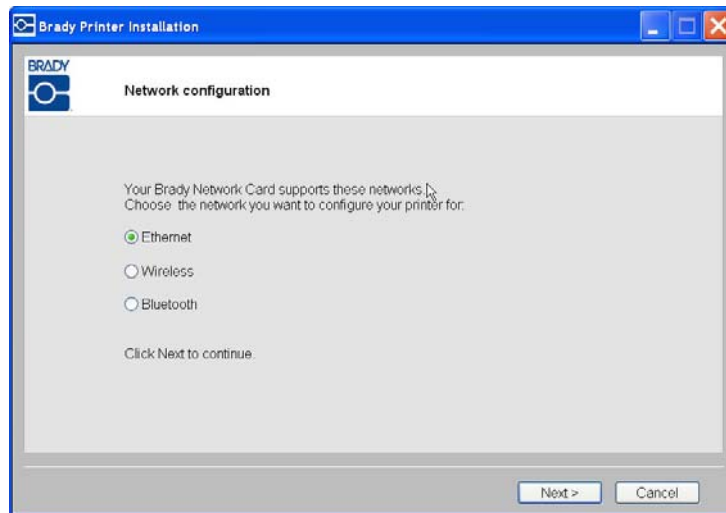 Brady Printer Installation
BRADY
Network configuration
Your Brady Network Card supports these networks.
Choose the network you want to configure your printer for:
Ethernet
Wireless
Bluetooth
Click Next to continue.
Next >
Cancel